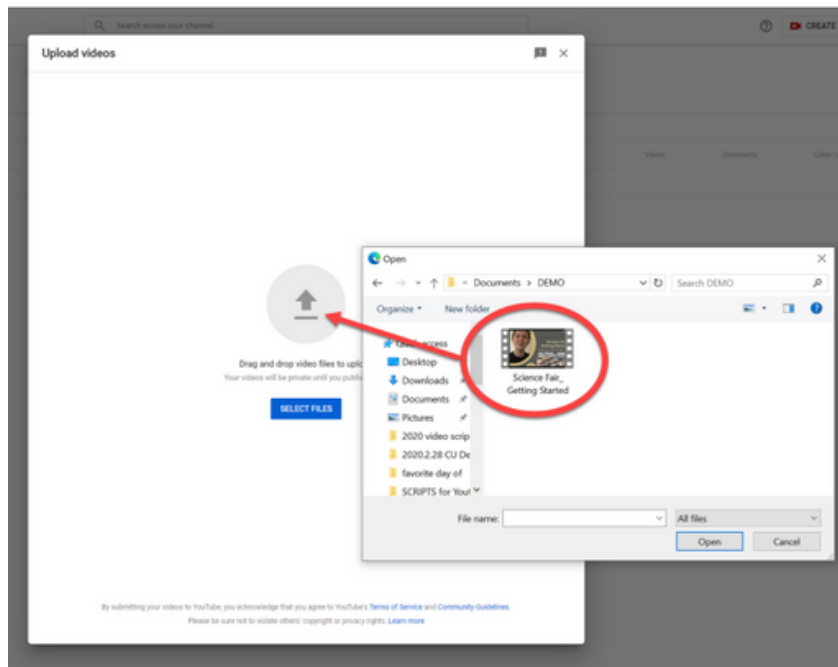 Search across your channel
CREATE
Upload videos
Views
Comments
Drag and drop video files to
Your videos will be private until you
SELECT FILES
By submitting your videos to YouTube, you acknowledge that you agree to YouTube's Terms of Service and Community Guidelines.
Please be sure not to violate others' copyright or privacy rights. Learn more
Open
Documents > DEMO
Search DEMO
Organize
New folder
Quick access
Desktop
Downloads
Documents
Pictures
2020 video scrip
2020.2.28 CU De
favorite day of
SCRIPTS for
Science Fair_
Getting Started
File name:
All files
Open
Cancel